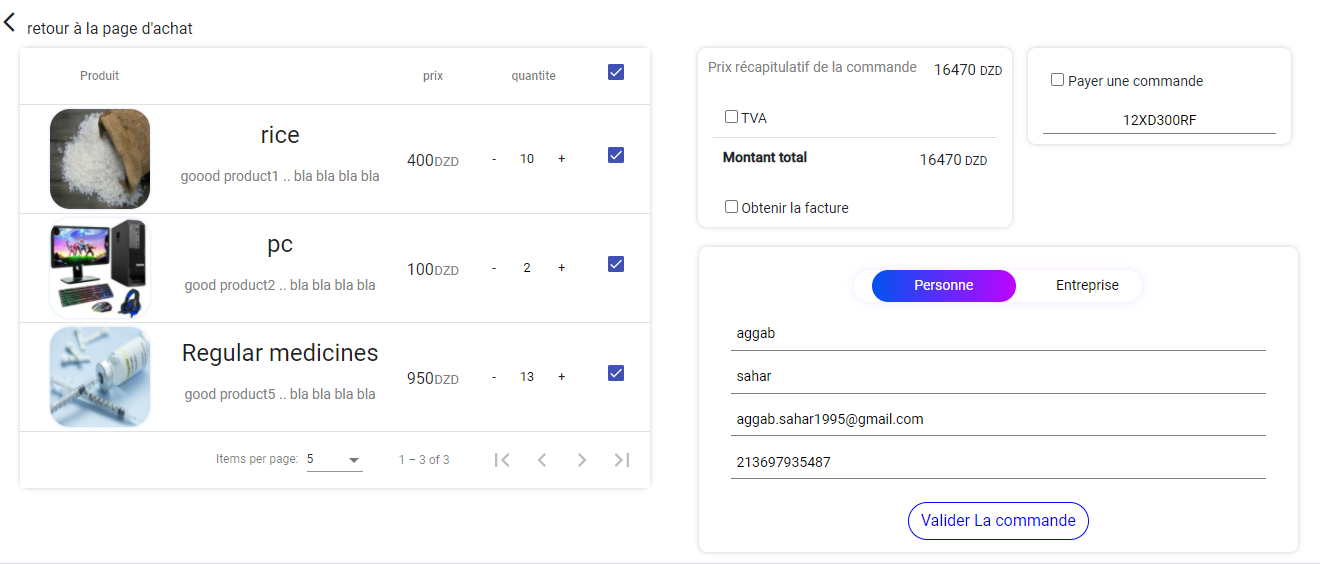 retour à la page d'achat
Produit prix quantite
rice
goood product1 .. bla bla bla bla
400DZD - 10 +
pc
good product2 .. bla bla bla bla
100DZD - 2 +
Regular medicines
good product5 .. bla bla bla bla
950DZD - 13 +
Items per page: 5 1 – 3 of 3
Prix récapitulatif de la commande 16470 DZD
TVA
Montant total 16470 DZD
Obtenir la facture
Payer une commande
12XD300RF
Personne Entreprise
aggab
sahar
aggab.sahar1995@gmail.com
213697935487
Valider La commande